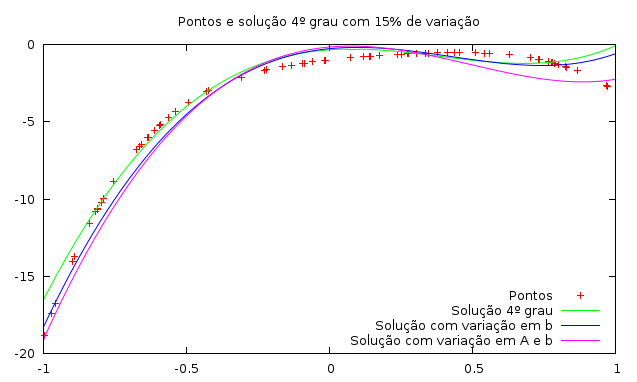 Pontos e solução 4º grau com 15% de variação
0
-5
-10
-15
-20
-1
-0.5
0
0.5
1
Pontos
Solução 4º grau
Solução com variação em b
Solução com variação em A e b